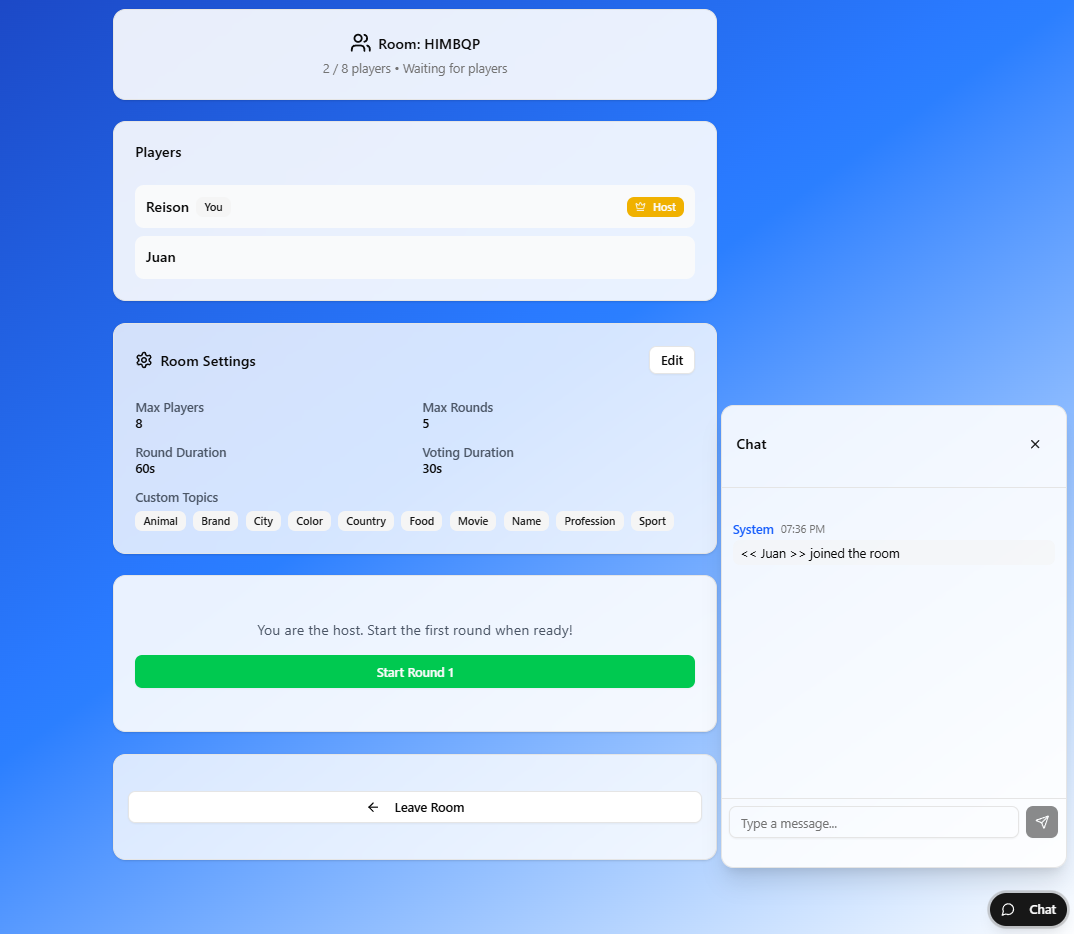 Room: HIMBQP
2 / 8 players • Waiting for players
Players
Reison You Host
Juan
Room Settings Edit
Max Players Max Rounds
8 5
Round Duration Voting Duration
60s 30s
Custom Topics
Animal Brand City Color Country Food Movie Name Profession Sport
You are the host. Start the first round when ready!
Start Round 1
Leave Room
Chat
System 07:36 PM
<< Juan >> joined the room
Type a message...
Chat